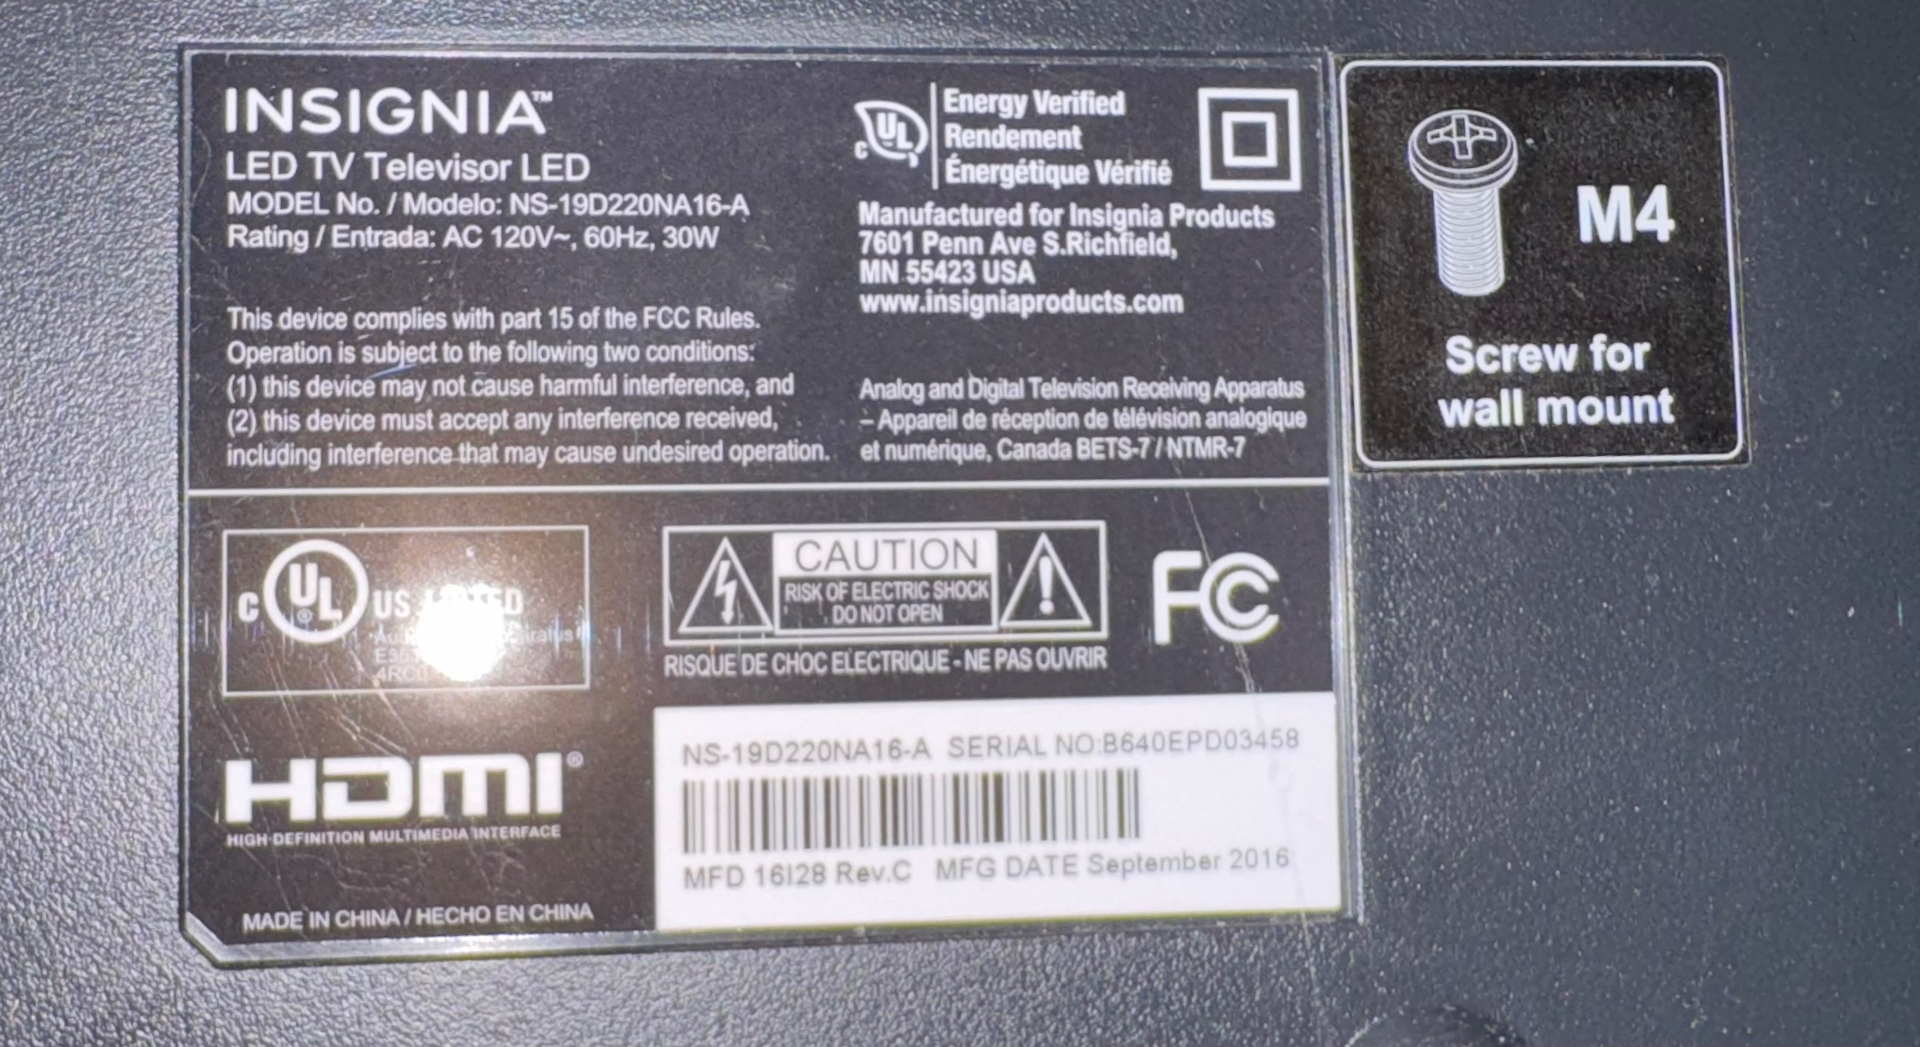 INSIGNIA™
LED TV Televisor LED
MODEL No. / Modelo: NS-19D220NA16-A
Rating / Entrada: AC 120V~, 60Hz, 30W
This device complies with part 15 of the FCC Rules.
Operation is subject to the following two conditions:
(1) this device may not cause harmful interference, and
(2) this device must accept any interference received,
including interference that may cause undesired operation.
C UL
Energy Verified
Rendement
Énergétique Vérifié
Manufactured for Insignia Products
7601 Penn Ave S.Richfield,
MN 55423 USA
www.insigniaproducts.com
Analog and Digital Television Receiving Apparatus
– Appareil de réception de télévision analogique
et numérique, Canada BETS-7 / NTMR-7
M4
Screw for
wall mount
C UL® US
CAUTION
RISK OF ELECTRIC SHOCK
DO NOT OPEN
RISQUE DE CHOC ELECTRIQUE - NE PAS OUVRIR
FC
HDMI®
HIGH-DEFINITION MULTIMEDIA INTERFACE
MADE IN CHINA / HECHO EN CHINA
NS-19D220NA16-A SERIAL NO:B640EPD03458
MFD 16I28 Rev.C MFG DATE September 2016